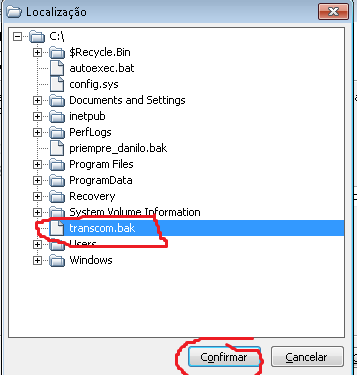 Localização
C:\
$Recycle.Bin
autoexec.bat
config.sys
Documents and Settings
inetpub
PerfLogs
priempre_danilo.bak
Program Files
ProgramData
Recovery
System Volume Information
transcom.bak
Users
Windows
Confirmar Cancelar